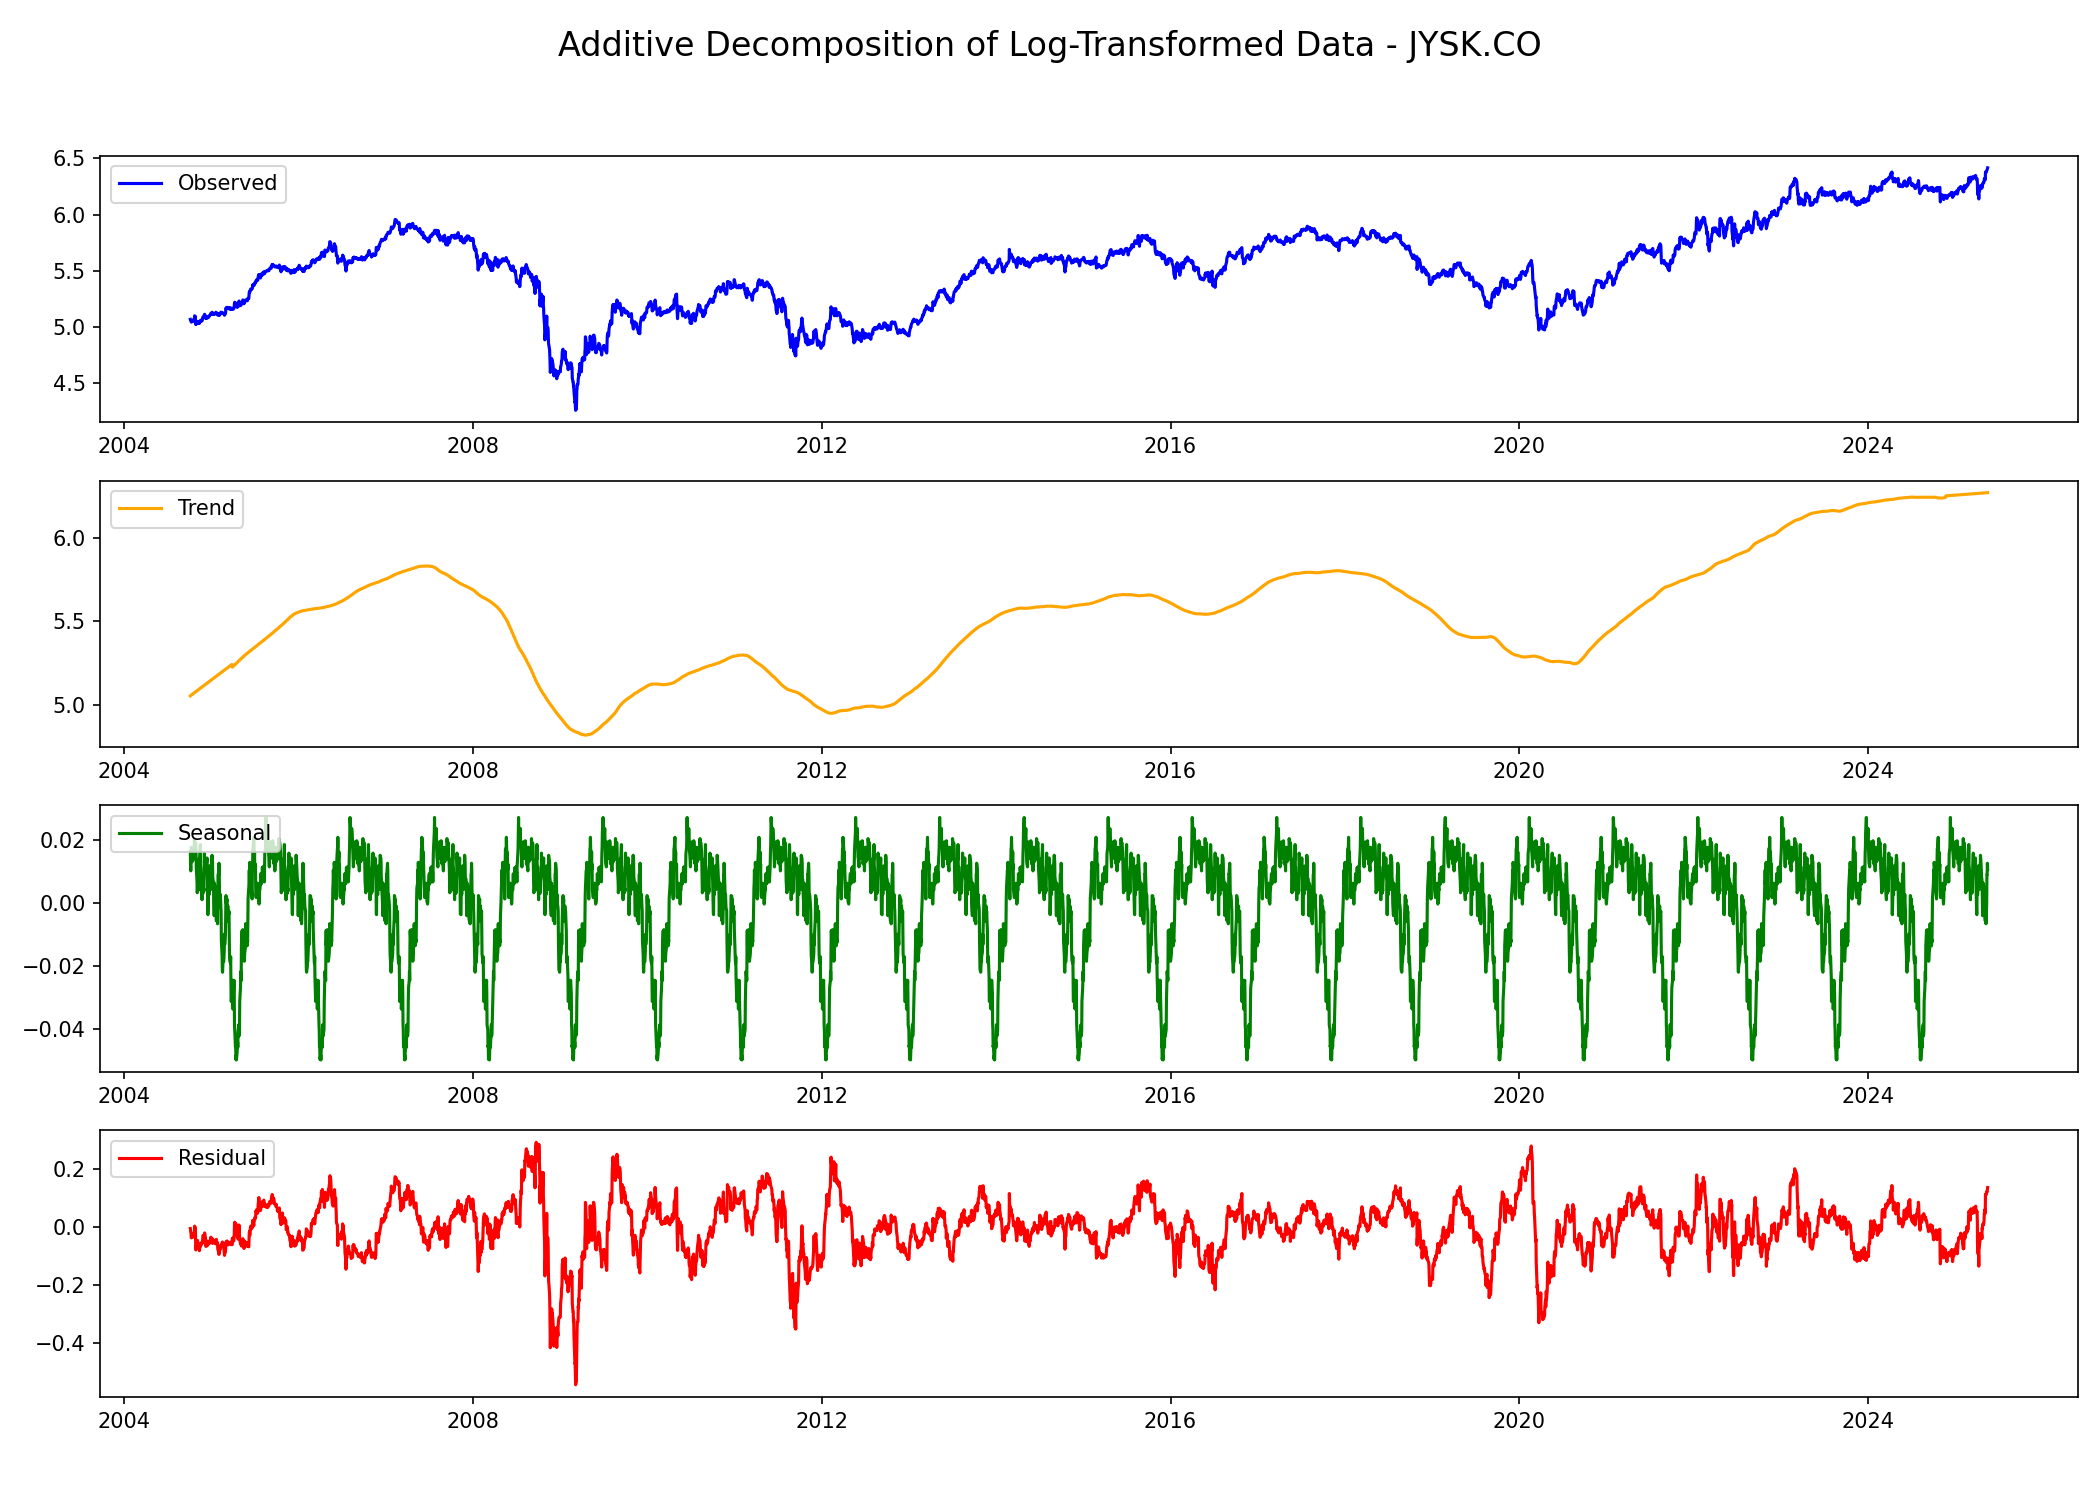 Additive Decomposition of Log-Transformed Data - JYSK.CO
6.5
6.0
5.5
5.0
4.5
Observed
2004 2008 2012 2016 2020 2024
6.0
5.5
5.0
Trend
2004 2008 2012 2016 2020 2024
0.02
0.00
−0.02
−0.04
Seasonal
2004 2008 2012 2016 2020 2024
0.2
0.0
−0.2
−0.4
Residual
2004 2008 2012 2016 2020 2024